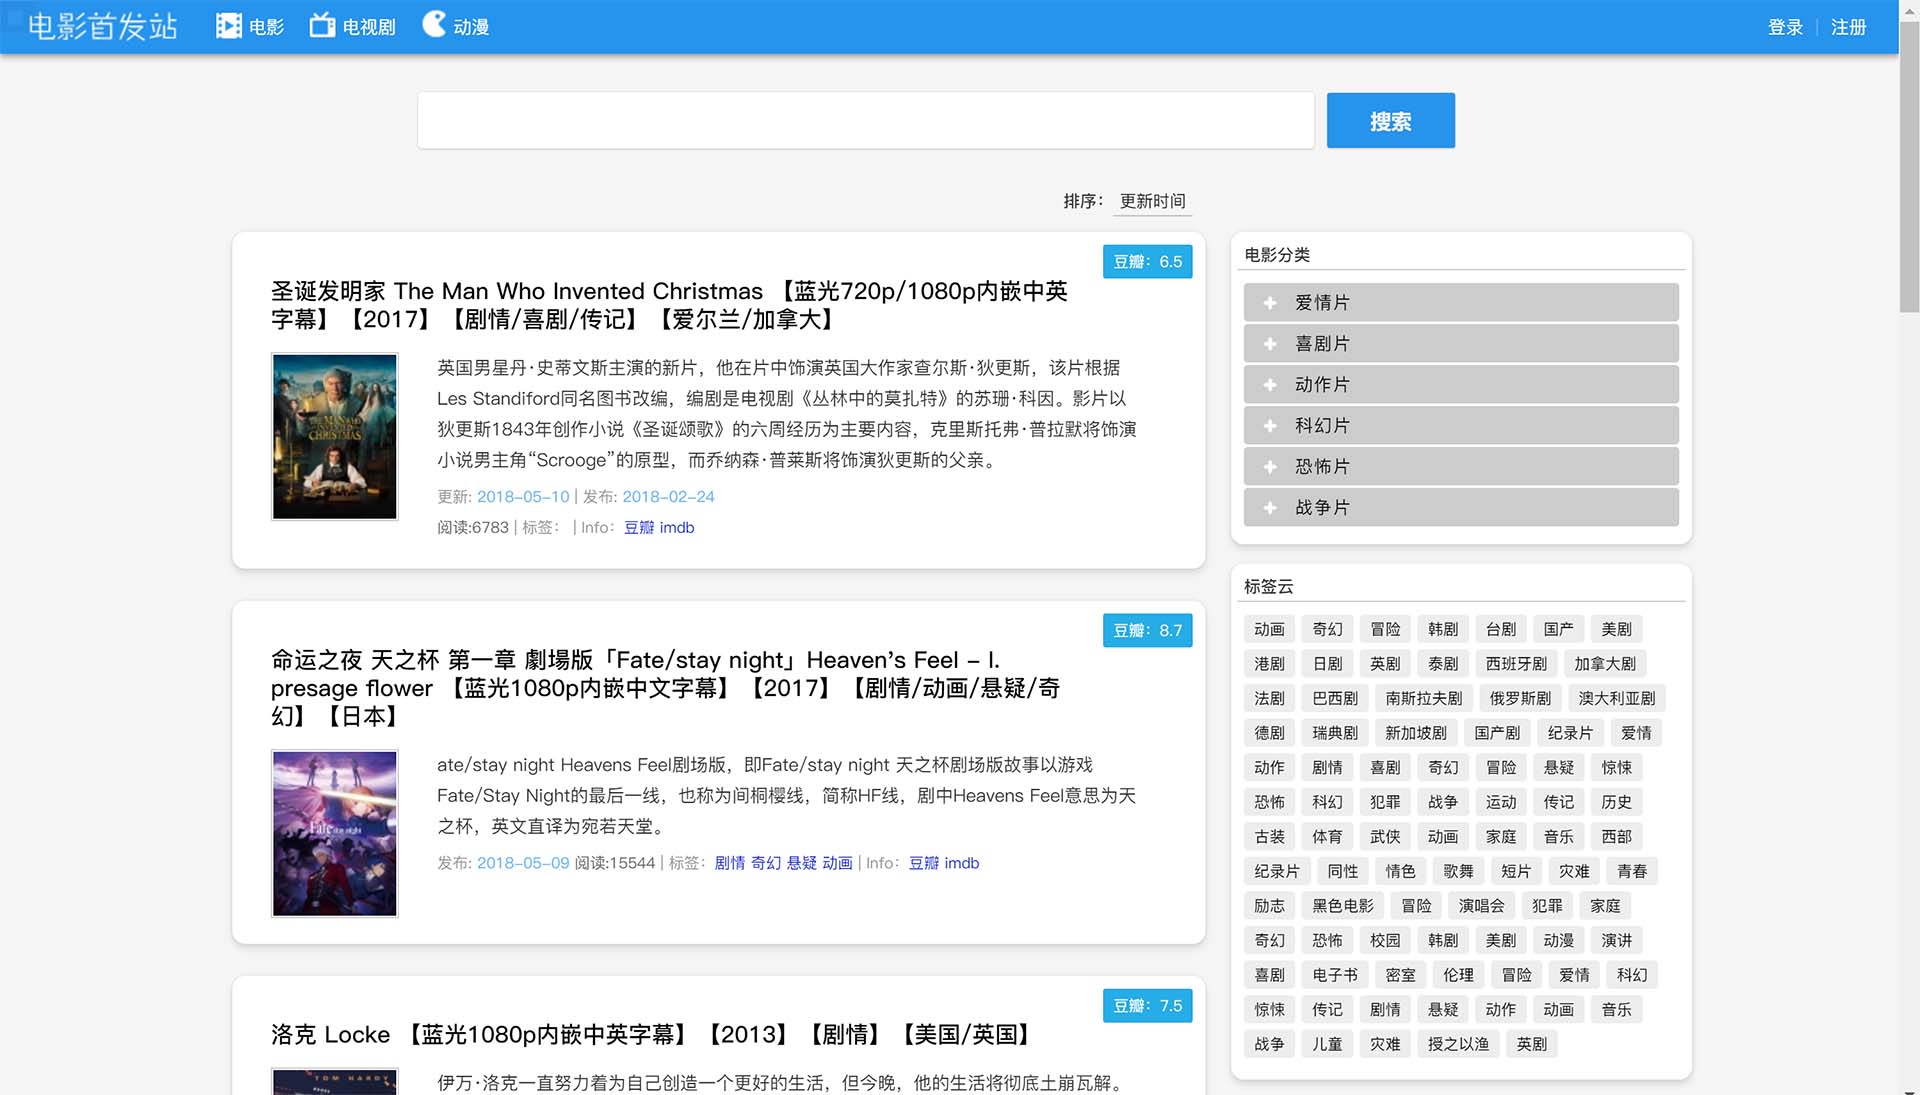 电影首发站
电影
电视剧
动漫
登录
注册
搜索
排序：
更新时间
豆瓣：6.5
圣诞发明家 The Man Who Invented Christmas 【蓝光720p/1080p内嵌中英
字幕】【2017】【剧情/喜剧/传记】【爱尔兰/加拿大】
THE MAN WHO
INVENTED
CHRISTMAS
英国男星丹·史蒂文斯主演的新片，他在片中饰演英国大作家查尔斯·狄更斯，该片根据
Les Standiford同名图书改编，编剧是电视剧《丛林中的莫扎特》的苏珊·科因。影片以
狄更斯1843年创作小说《圣诞颂歌》的六周经历为主要内容，克里斯托弗·普拉默将饰演
小说男主角“Scrooge”的原型，而乔纳森·普莱斯将饰演狄更斯的父亲。
更新: 2018-05-10 | 发布: 2018-02-24
阅读:6783 | 标签： | Info： 豆瓣 imdb
豆瓣：8.7
命运之夜 天之杯 第一章 劇場版「Fate/stay night」Heaven's Feel - I.
presage flower 【蓝光1080p内嵌中文字幕】【2017】【剧情/动画/悬疑/奇
幻】【日本】
Fate stay night
ate/stay night Heavens Feel剧场版，即Fate/stay night 天之杯剧场版故事以游戏
Fate/Stay Night的最后一线，也称为间桐樱线，简称HF线，剧中Heavens Feel意思为天
之杯，英文直译为宛若天堂。
发布: 2018-05-09 阅读:15544 | 标签： 剧情 奇幻 悬疑 动画 | Info： 豆瓣 imdb
豆瓣：7.5
洛克 Locke 【蓝光1080p内嵌中英字幕】【2013】【剧情】【美国/英国】
TOM HARDY
伊万·洛克一直努力着为自己创造一个更好的生活，但今晚，他的生活将彻底土崩瓦解。
电影分类
爱情片
喜剧片
动作片
科幻片
恐怖片
战争片
标签云
动画 奇幻 冒险 韩剧 台剧 国产 美剧
港剧 日剧 英剧 泰剧 西班牙剧 加拿大剧
法剧 巴西剧 南斯拉夫剧 俄罗斯剧 澳大利亚剧
德剧 瑞典剧 新加坡剧 国产剧 纪录片 爱情
动作 剧情 喜剧 奇幻 冒险 悬疑 惊悚
恐怖 科幻 犯罪 战争 运动 传记 历史
古装 体育 武侠 动画 家庭 音乐 西部
纪录片 同性 情色 歌舞 短片 灾难 青春
励志 黑色电影 冒险 演唱会 犯罪 家庭
奇幻 恐怖 校园 韩剧 美剧 动漫 演讲
喜剧 电子书 密室 伦理 冒险 爱情 科幻
惊悚 传记 剧情 悬疑 动作 动画 音乐
战争 儿童 灾难 授之以渔 英剧